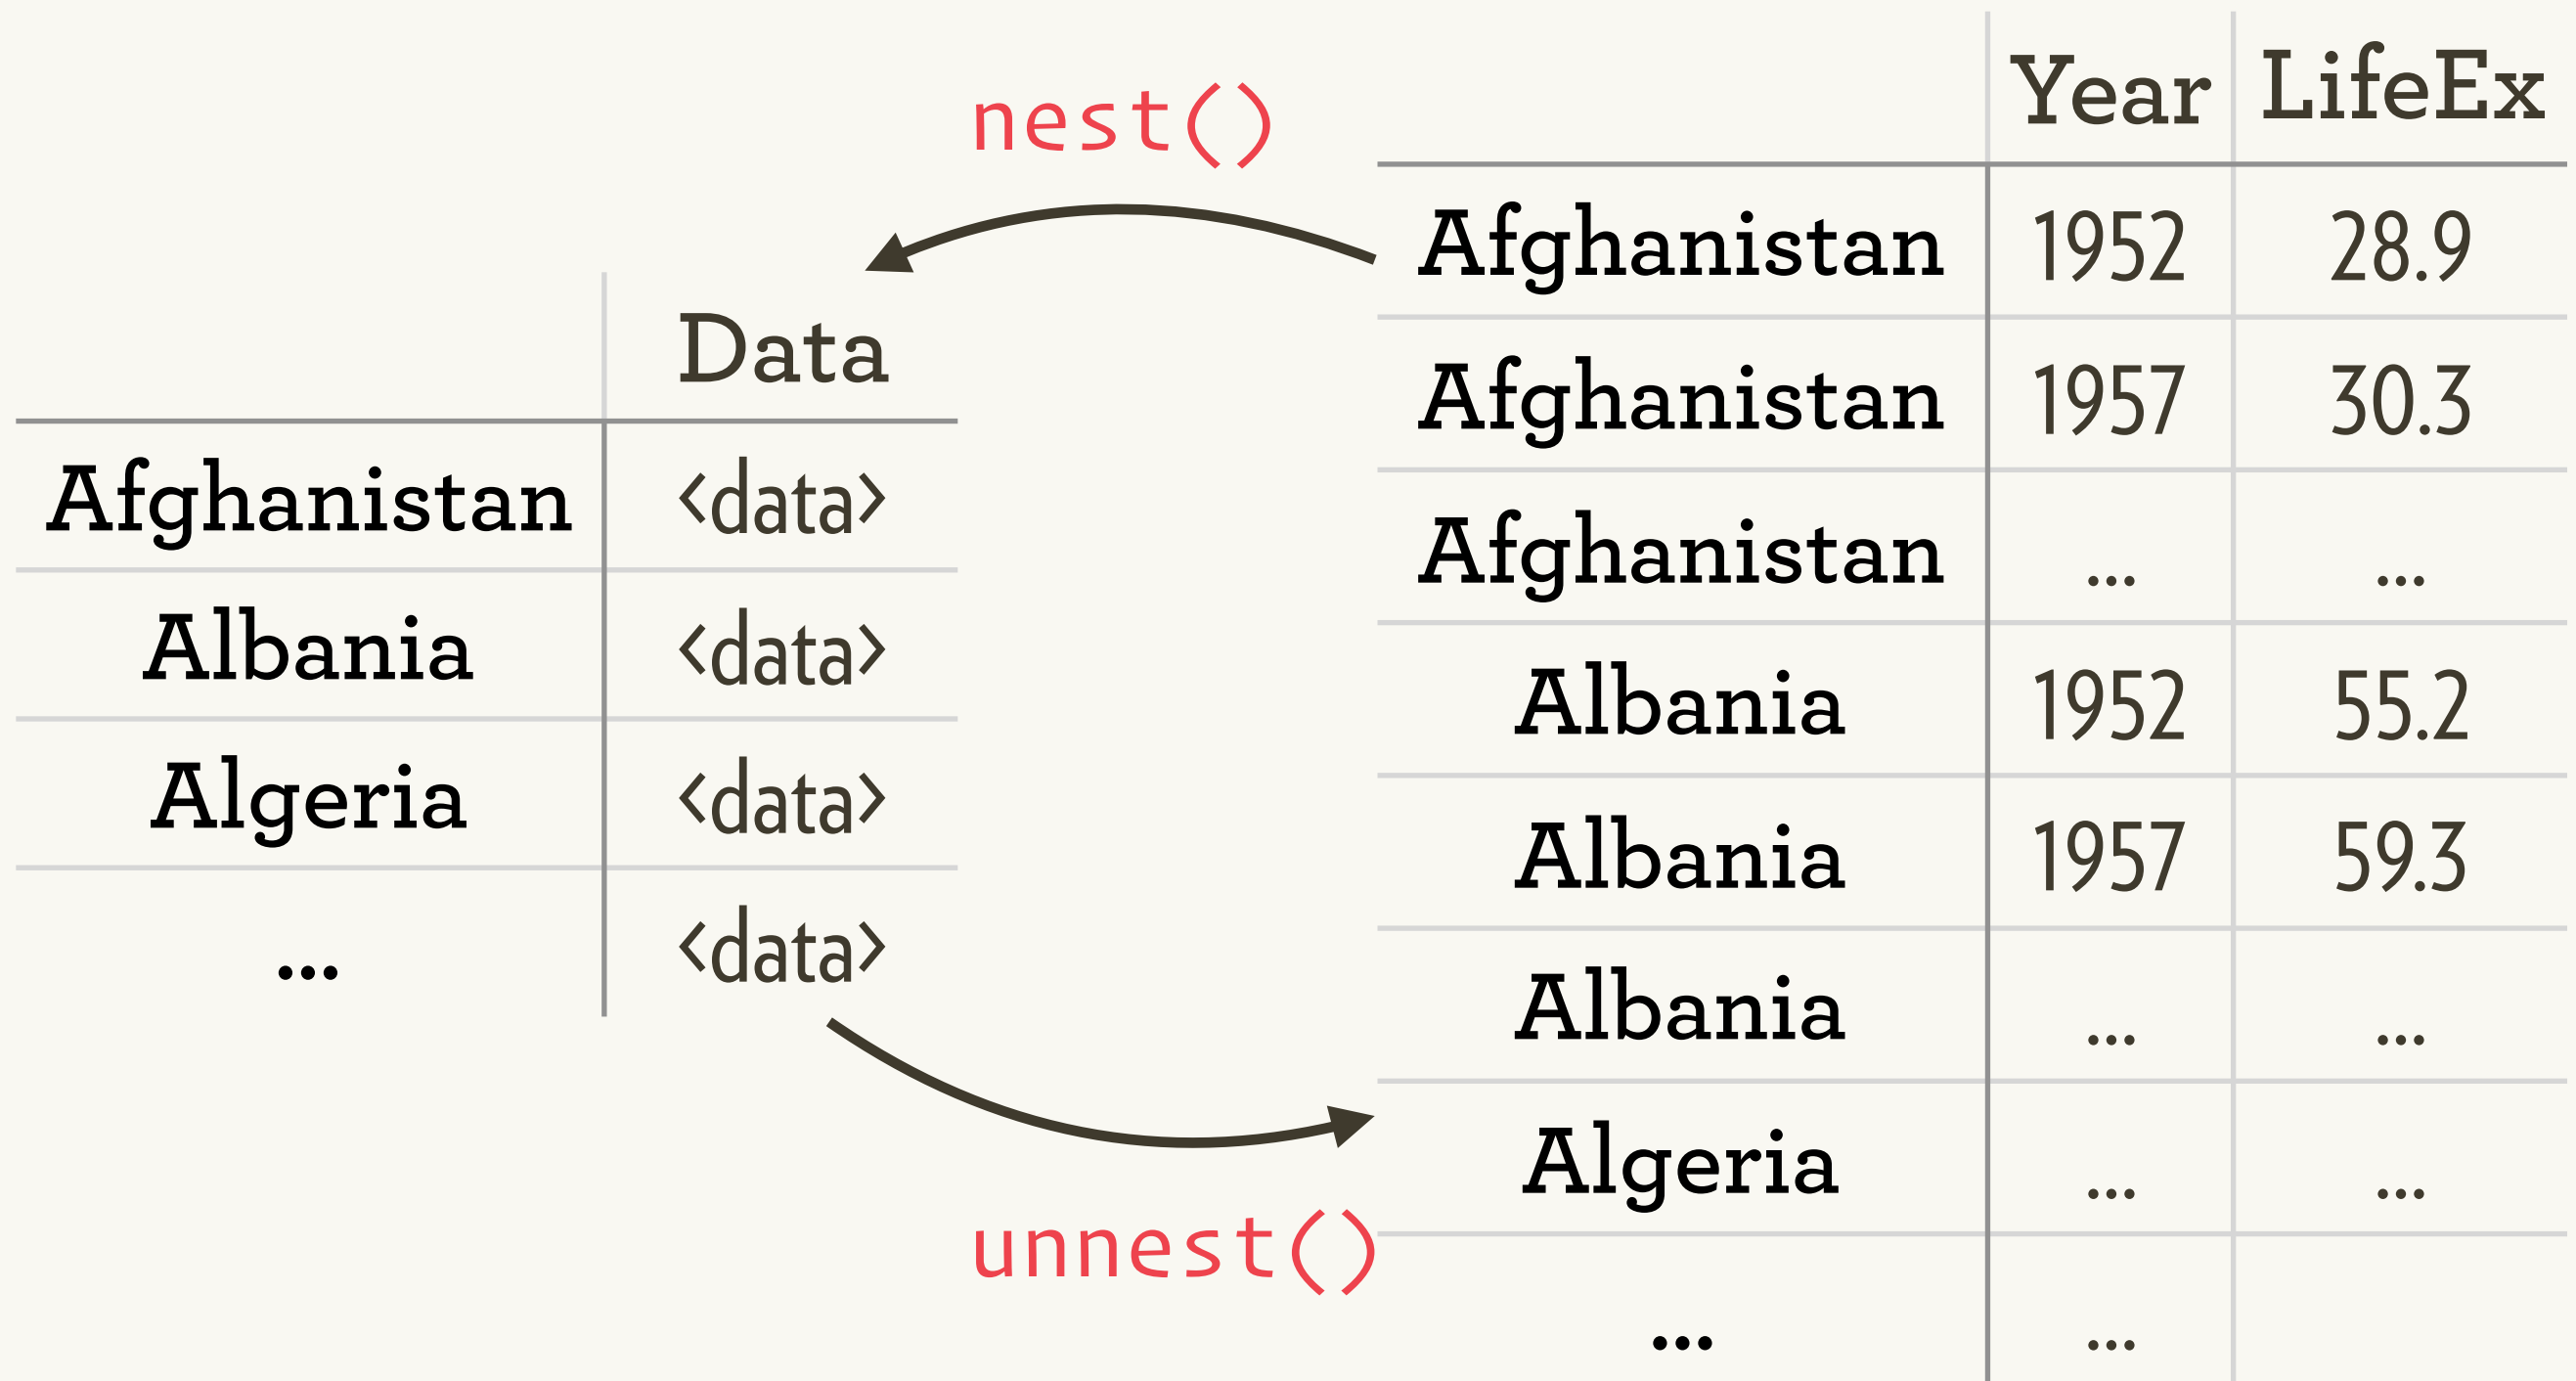 nest()
Data
Afghanistan <data>
Albania <data>
Algeria <data>
... <data>
unnest()
Year LifeEx
Afghanistan 1952 28.9
Afghanistan 1957 30.3
Afghanistan ... ...
Albania 1952 55.2
Albania 1957 59.3
Albania ... ...
Algeria ... ...
... ...